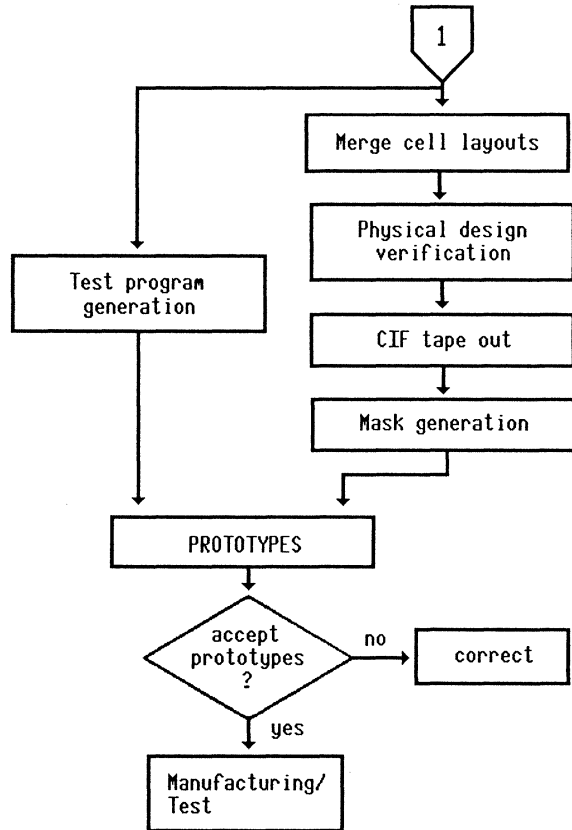 1
Merge cell layouts
Physical design
verification
Test program
generation
CIF tape out
Mask generation
PROTOTYPES
accept
prototypes
?
no
correct
yes
Manufacturing/
Test